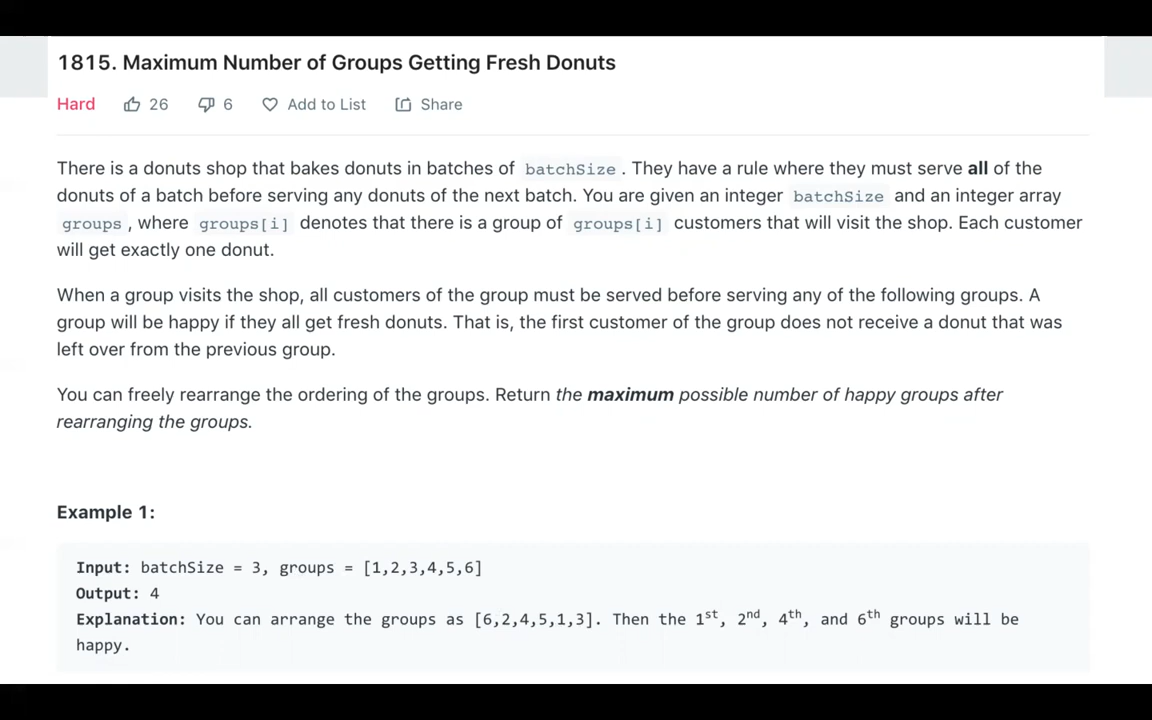 1815. Maximum Number of Groups Getting Fresh Donuts
Hard 26 6 Add to List Share
There is a donuts shop that bakes donuts in batches of batchSize. They have a rule where they must serve all of the
donuts of a batch before serving any donuts of the next batch. You are given an integer batchSize and an integer array
groups, where groups[i] denotes that there is a group of groups[i] customers that will visit the shop. Each customer
will get exactly one donut.
When a group visits the shop, all customers of the group must be served before serving any of the following groups. A
group will be happy if they all get fresh donuts. That is, the first customer of the group does not receive a donut that was
left over from the previous group.
You can freely rearrange the ordering of the groups. Return the maximum possible number of happy groups after
rearranging the groups.
Example 1:
Input: batchSize = 3, groups = [1,2,3,4,5,6]
Output: 4
Explanation: You can arrange the groups as [6,2,4,5,1,3]. Then the 1st, 2nd, 4th, and 6th groups will be
happy.